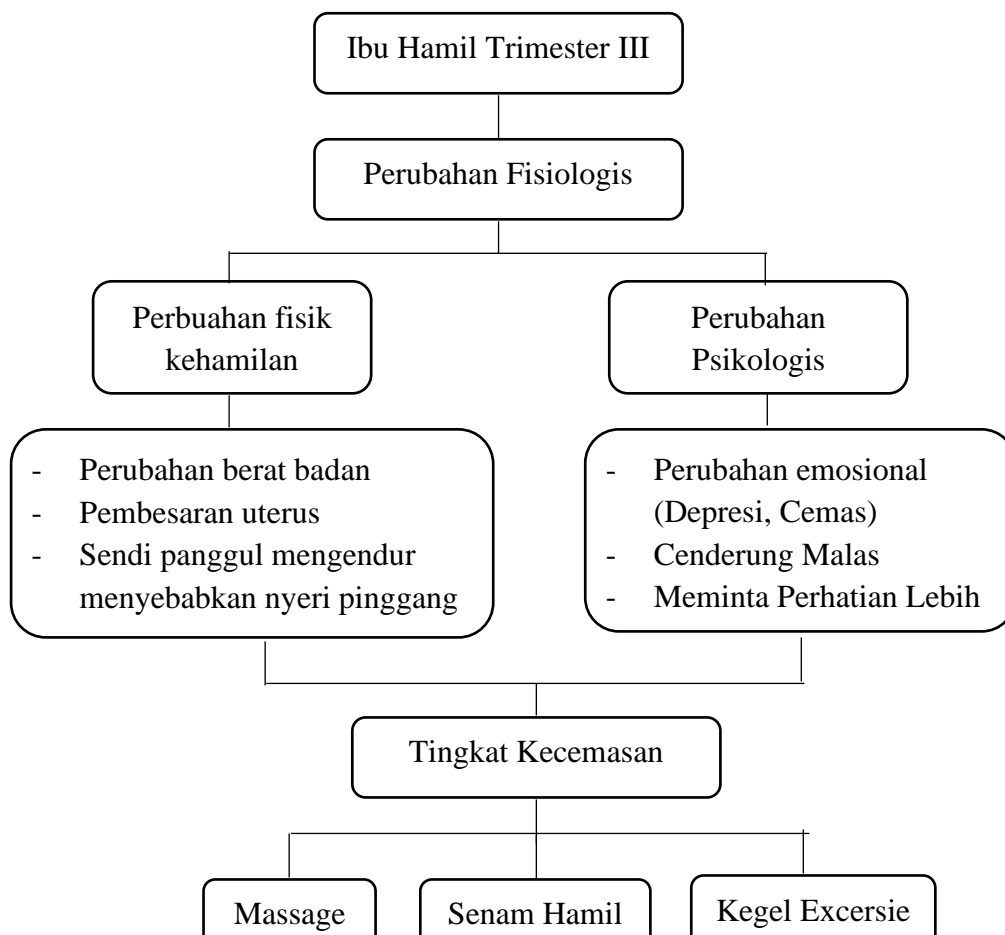 Ibu Hamil Trimester III
Perubahan Fisiologis
Perbuahan fisik
kehamilan
Perubahan
Psikologis
- Perubahan berat badan
- Pembesaran uterus
- Sendi panggul mengendur
menyebabkan nyeri pinggang
- Perubahan emosional
(Depresi, Cemas)
- Cenderung Malas
- Meminta Perhatian Lebih
Tingkat Kecemasan
Massage
Senam Hamil
Kegel Excersie